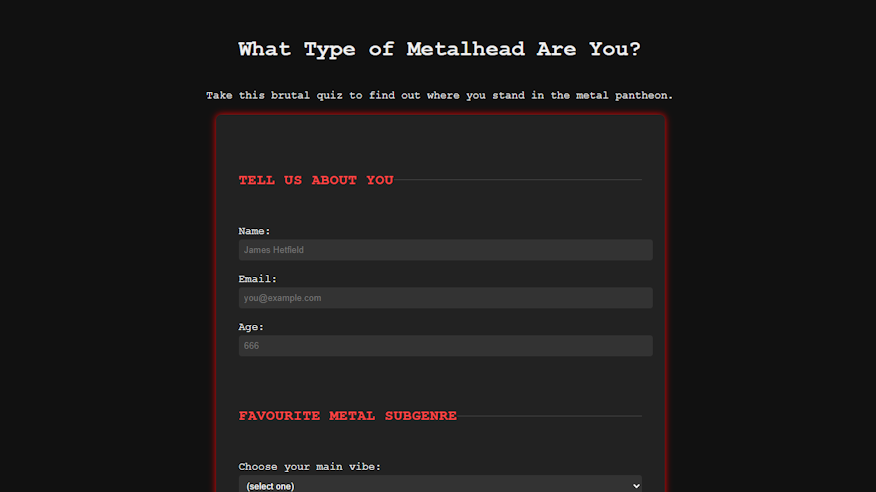 What Type of Metalhead Are You?
Take this brutal quiz to find out where you stand in the metal pantheon.
TELL US ABOUT YOU
Name:
James Hetfield
Email:
you@example.com
Age:
666
FAVOURITE METAL SUBGENRE
Choose your main vibe:
(select one)